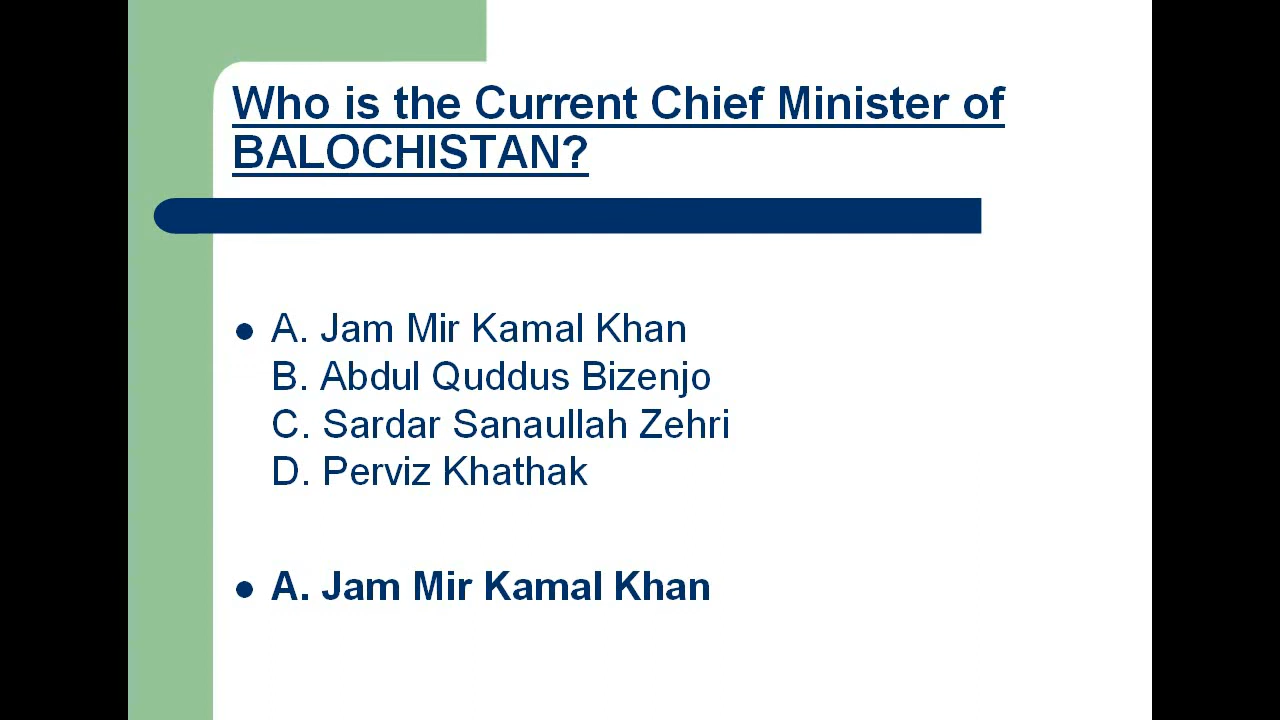 Who is the Current Chief Minister of
BALOCHISTAN?
A. Jam Mir Kamal Khan
B. Abdul Quddus Bizenjo
C. Sardar Sanaullah Zehri
D. Perviz Khathak
A. Jam Mir Kamal Khan